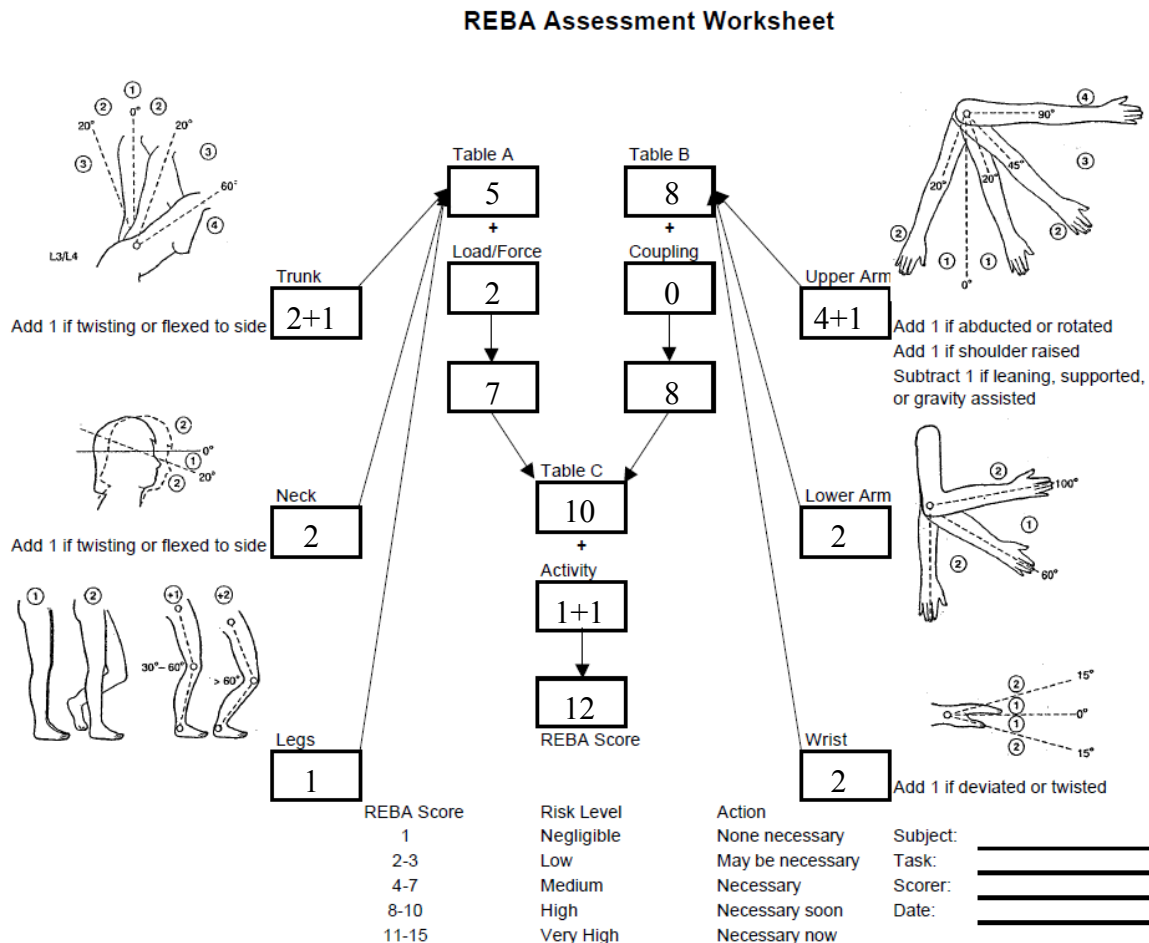 REBA Assessment Worksheet
1
2
2
0°
20°
20°
3
3
60°
4
L3/L4
Trunk
2+1
Add 1 if twisting or flexed to side
2
0°
1
2
20°
Neck
2
Add 1 if twisting or flexed to side
1
2
+1
+2
30°– 60°
> 60°
Legs
1
Table A
5
+
Load/Force
2
7
Table B
8
+
Coupling
0
8
Table C
10
+
Activity
1+1
12
REBA Score
4
90°
3
45°
20°
20°
2
2
1
1
0°
Upper Arm
4+1
Add 1 if abducted or rotated
Add 1 if shoulder raised
Subtract 1 if leaning, supported,
or gravity assisted
2
100°
1
2
60°
Lower Arm
2
2
15°
1
0°
1
2
15°
Wrist
2
Add 1 if deviated or twisted
REBA Score Risk Level Action
1 Negligible None necessary
2-3 Low May be necessary
4-7 Medium Necessary
8-10 High Necessary soon
11-15 Very High Necessary now
Subject:
Task:
Scorer:
Date: